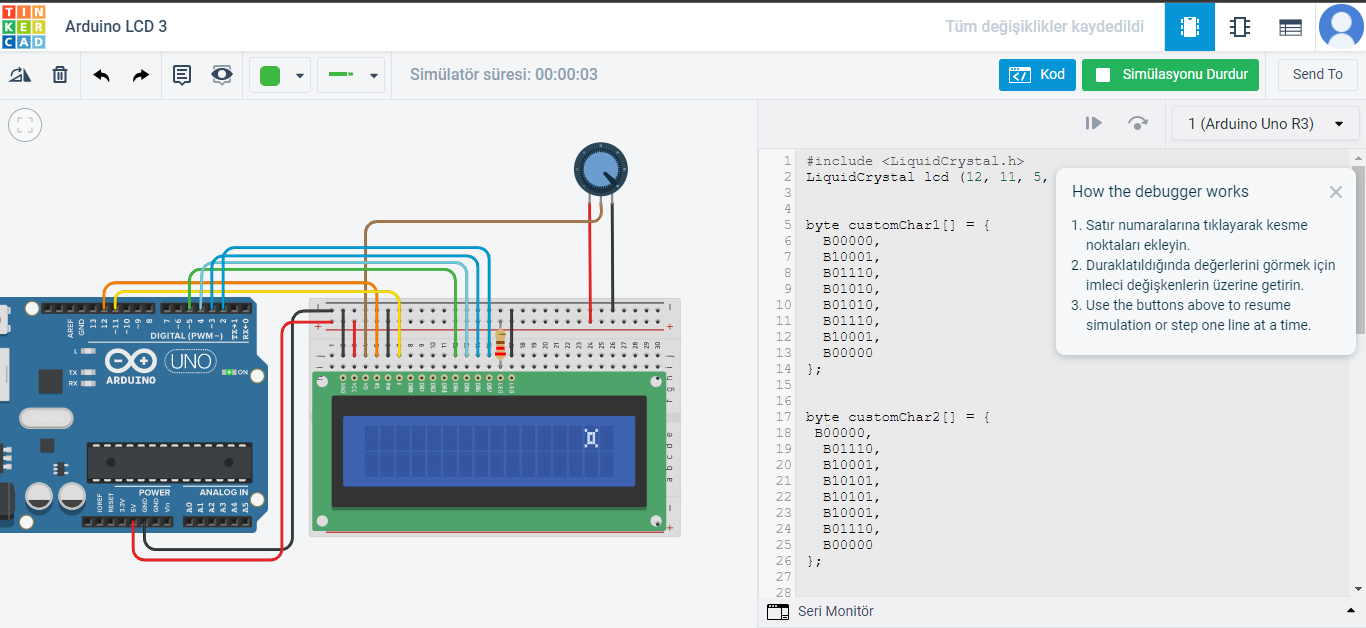 TIN
KER
CAD
Arduino LCD 3
Tüm değişiklikler kaydedildi
Simülatör süresi: 00:00:03
Kod
Simülasyonu Durdur
Send To
1 (Arduino Uno R3)
1 #include <LiquidCrystal.h>
2 LiquidCrystal lcd (12, 11, 5,
3
4
5 byte customChar1[] = {
6 B00000,
7 B10001,
8 B01110,
9 B01010,
10 B01010,
11 B01110,
12 B10001,
13 B00000
14 };
15
16
17 byte customChar2[] = {
18 B00000,
19 B01110,
20 B10001,
21 B10101,
22 B10101,
23 B10001,
24 B01110,
25 B00000
26 };
27
28
How the debugger works
1. Satır numaralarına tıklayarak kesme
noktaları ekleyin.
2. Duraklatıldığında değerlerini görmek için
imleci değişkenlerin üzerine getirin.
3. Use the buttons above to resume
simulation or step one line at a time.
Seri Monitör
AREF
GND
13
12
~11
~10
~9
8
7
~6
~5
4
~3
2
TX→1
RX←0
DIGITAL (PWM~)
L
TX
RX
ARDUINO
UNO
ON
POWER
ANALOG IN
IOREF
RESET
3.3V
5V
GND
GND
Vin
A0
A1
A2
A3
A4
A5